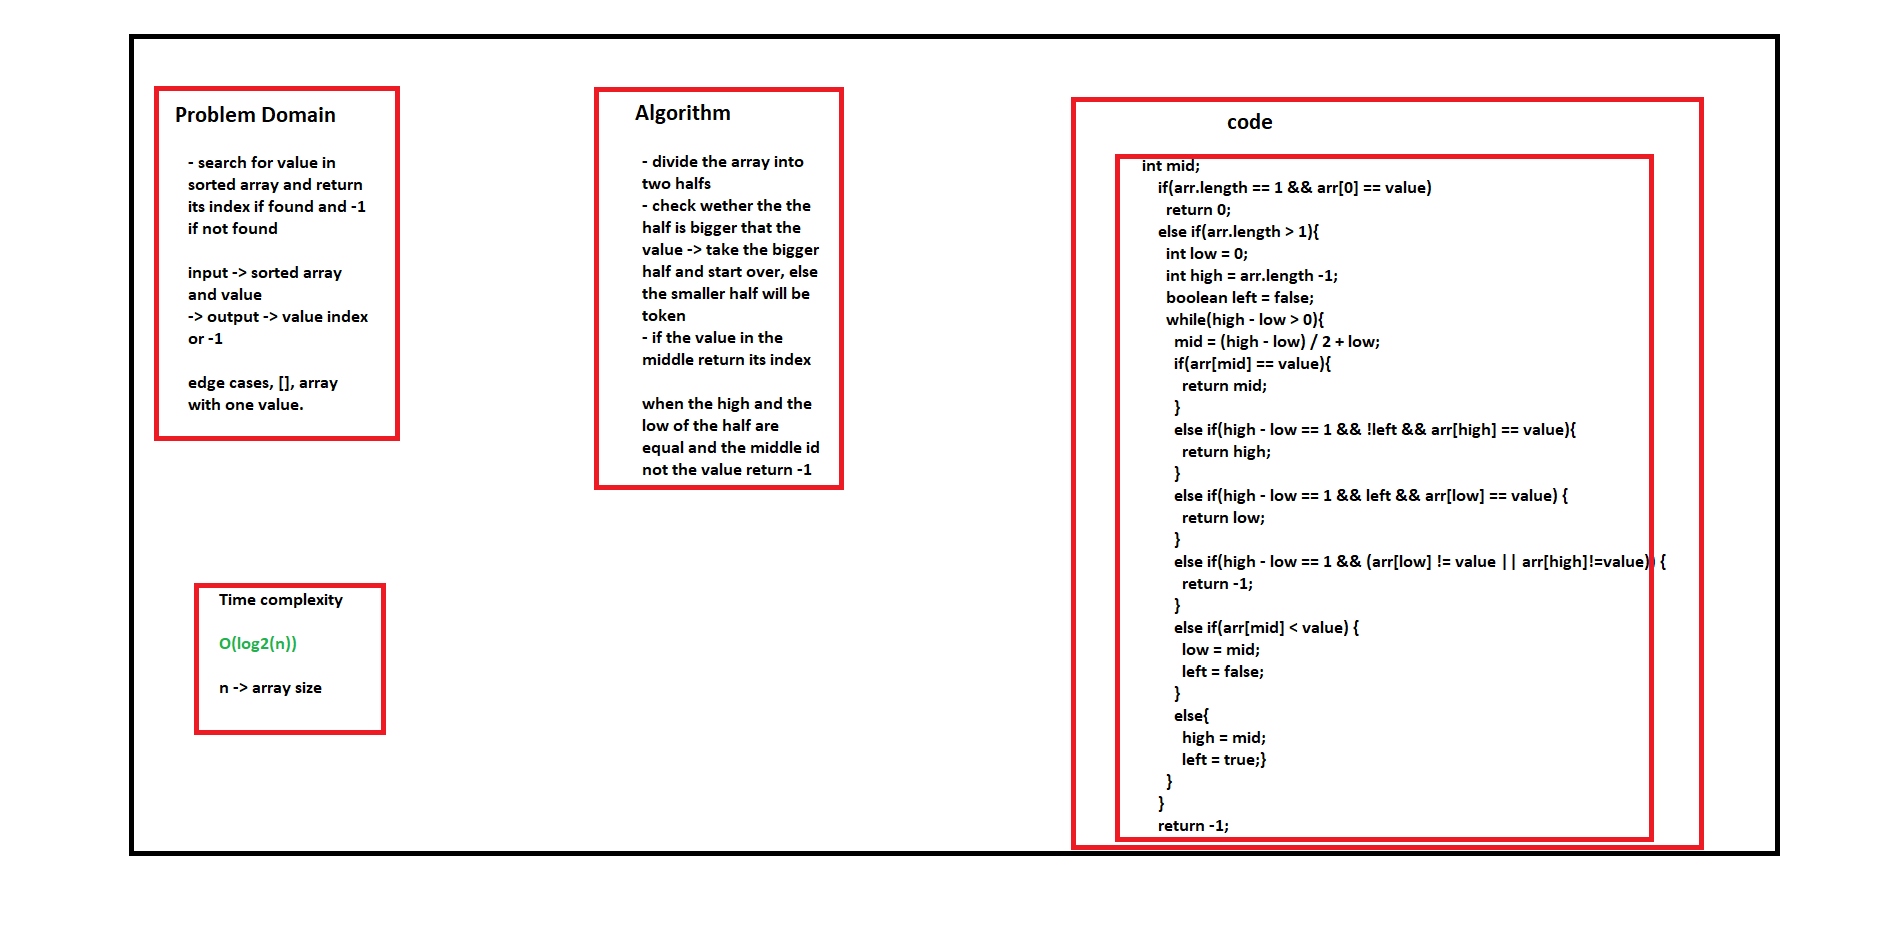 Problem Domain
- search for value in
sorted array and return
its index if found and -1
if not found
input -> sorted array
and value
-> output -> value index
or -1
edge cases, [], array
with one value.
Time complexity
O(log2(n))
n -> array size
Algorithm
- divide the array into
two halfs
- check wether the the
half is bigger that the
value -> take the bigger
half and start over, else
the smaller half will be
token
- if the value in the
middle return its index
when the high and the
low of the half are
equal and the middle id
not the value return -1
code
int mid;
if(arr.length == 1 && arr[0] == value)
return 0;
else if(arr.length > 1){
int low = 0;
int high = arr.length -1;
boolean left = false;
while(high - low > 0){
mid = (high - low) / 2 + low;
if(arr[mid] == value){
return mid;
}
else if(high - low == 1 && !left && arr[high] == value){
return high;
}
else if(high - low == 1 && left && arr[low] == value) {
return low;
}
else if(high - low == 1 && (arr[low] != value || arr[high]!=value)) {
return -1;
}
else if(arr[mid] < value) {
low = mid;
left = false;
}
else{
high = mid;
left = true;}
}
}
return -1;